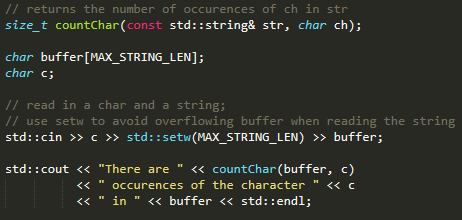 // returns the number of occurences of ch in str
size_t countChar(const std::string& str, char ch);
char buffer[MAX_STRING_LEN];
char c;
// read in a char and a string;
// use setw to avoid overflowing buffer when reading the string
std::cin >> c >> std::setw(MAX_STRING_LEN) >> buffer;
std::cout << "There are " << countChar(buffer, c)
<< " occurences of the character " << c
<< " in " << buffer << std::endl;